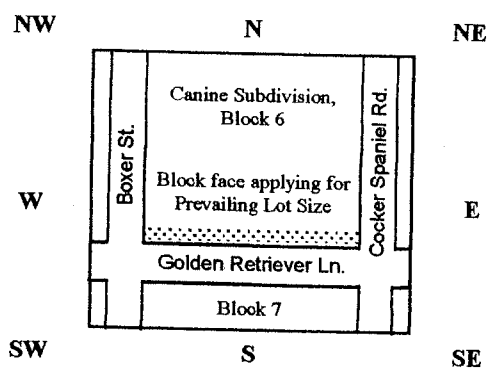 NW N NE
Canine Subdivision,
Block 6
Boxer St.
Cocker Spaniel Rd.
W
Block face applying for
Prevailing Lot Size
E
Golden Retriever Ln.
Block 7
SW S SE